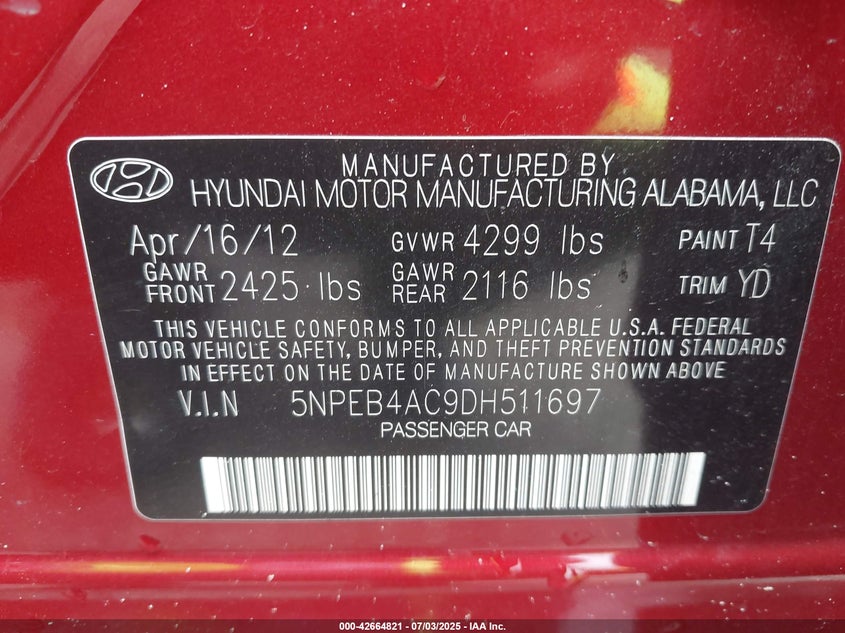 MANUFACTURED BY
HYUNDAI MOTOR MANUFACTURING ALABAMA, LLC
Apr/16/12 GVWR 4299 lbs PAINT T4
GAWR FRONT 2425 lbs GAWR REAR 2116 lbs TRIM YD
THIS VEHICLE CONFORMS TO ALL APPLICABLE U.S.A. FEDERAL
MOTOR VEHICLE SAFETY, BUMPER, AND THEFT PREVENTION STANDARDS
IN EFFECT ON THE DATE OF MANUFACTURE SHOWN ABOVE
V.I.N 5NPEB4AC9DH511697
PASSENGER CAR
000-42664821 - 07/03/2025 - IAA Inc.